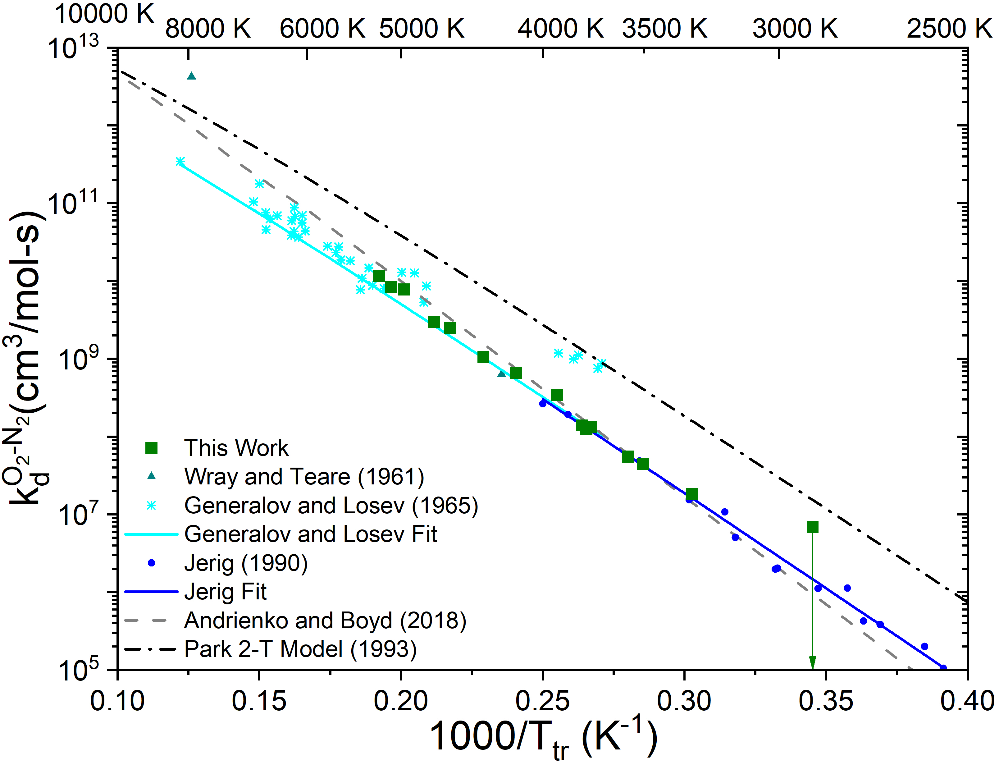 10000 K
8000 K 6000 K 5000 K 4000 K 3500 K 3000 K 2500 K
10^13
10^11
10^9
10^7
10^5
k_d^O₂-N₂(cm³/mol-s)
This Work
Wray and Teare (1961)
Generalov and Losev (1965)
Generalov and Losev Fit
Jerig (1990)
Jerig Fit
Andrienko and Boyd (2018)
Park 2-T Model (1993)
0.10 0.15 0.20 0.25 0.30 0.35 0.40
1000/T_tr (K⁻¹)